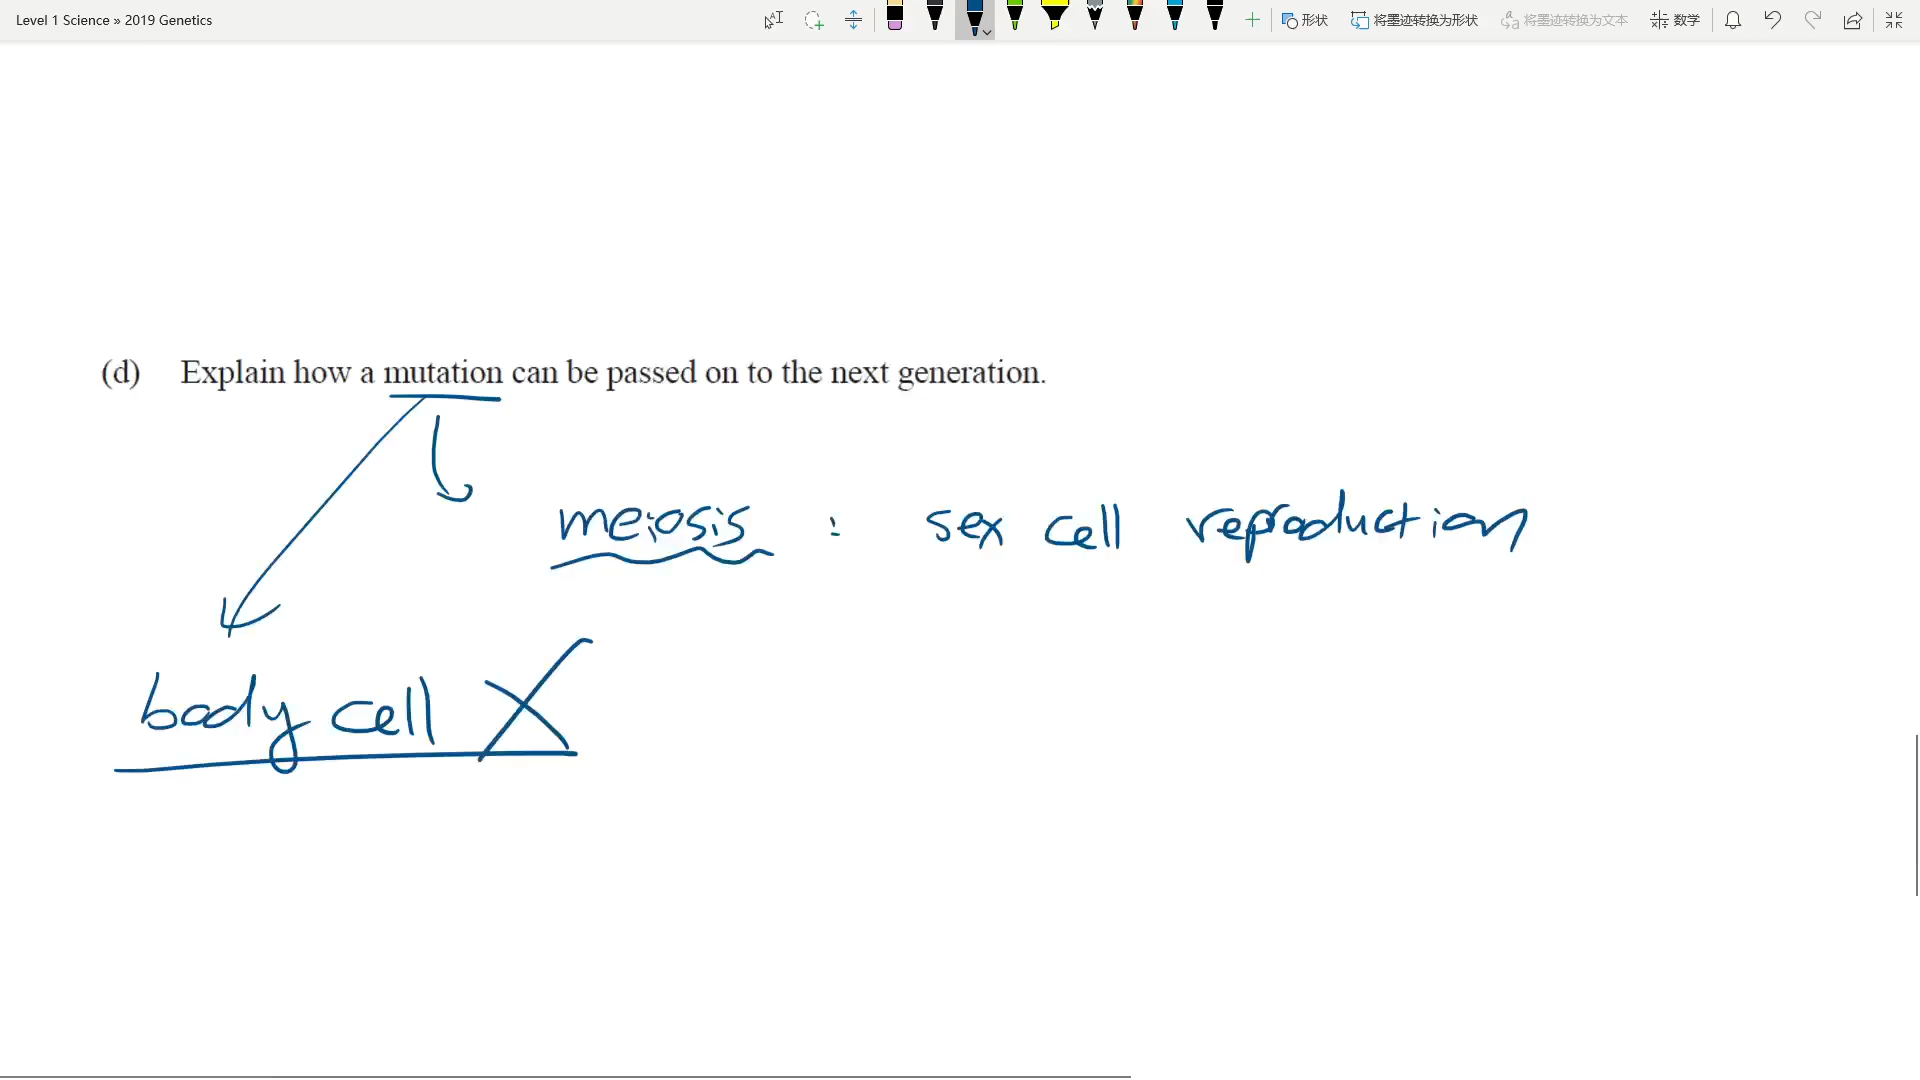 Level 1 Science » 2019 Genetics
形状
将墨迹转换为形状
将墨迹转换为文本
数学
(d) Explain how a mutation can be passed on to the next generation.
meiosis : sex cell reproduction
body cell X